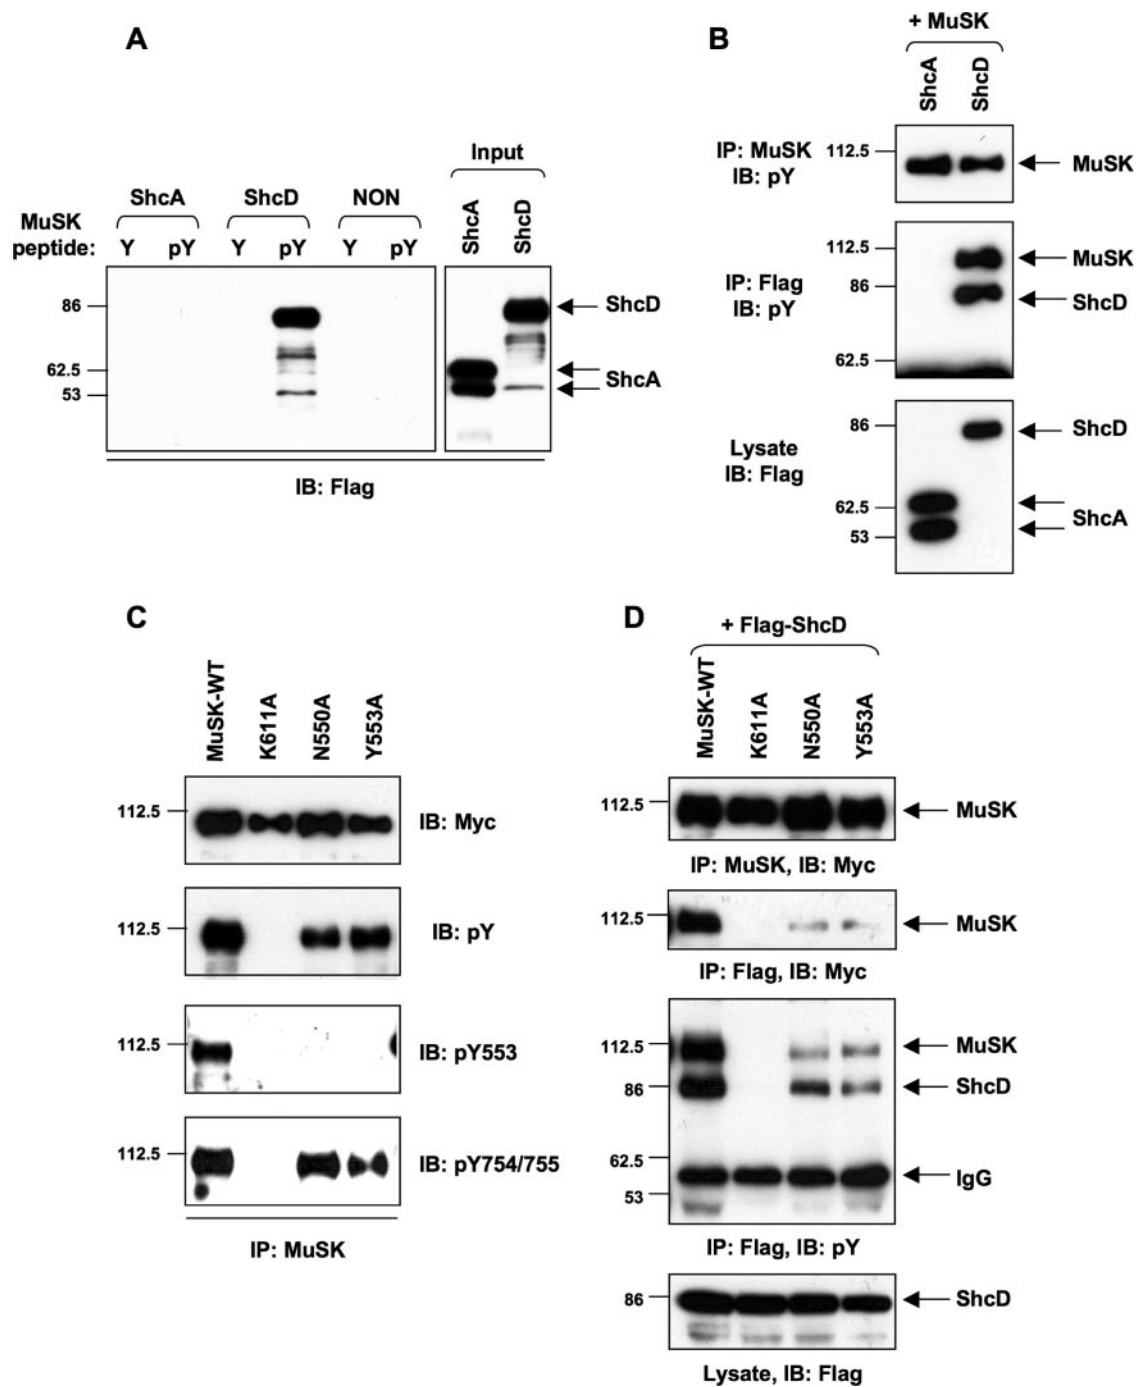 A
Input
ShcA ShcD NON
MuSK
peptide: Y pY Y pY Y pY ShcA ShcD
86
62.5
53
ShcD
ShcA
IB: Flag
B
+ MuSK
ShcA ShcD
IP: MuSK
IB: pY
112.5
MuSK
IP: Flag
IB: pY
112.5
86
62.5
MuSK
ShcD
Lysate
IB: Flag
86
62.5
53
ShcD
ShcA
C
MuSK-WT K611A N550A Y553A
112.5 IB: Myc
112.5 IB: pY
112.5 IB: pY553
112.5 IB: pY754/755
IP: MuSK
D
+ Flag-ShcD
MuSK-WT K611A N550A Y553A
112.5 MuSK
IP: MuSK, IB: Myc
112.5 MuSK
IP: Flag, IB: Myc
112.5 MuSK
86 ShcD
62.5
IgG
53
IP: Flag, IB: pY
86 ShcD
Lysate, IB: Flag